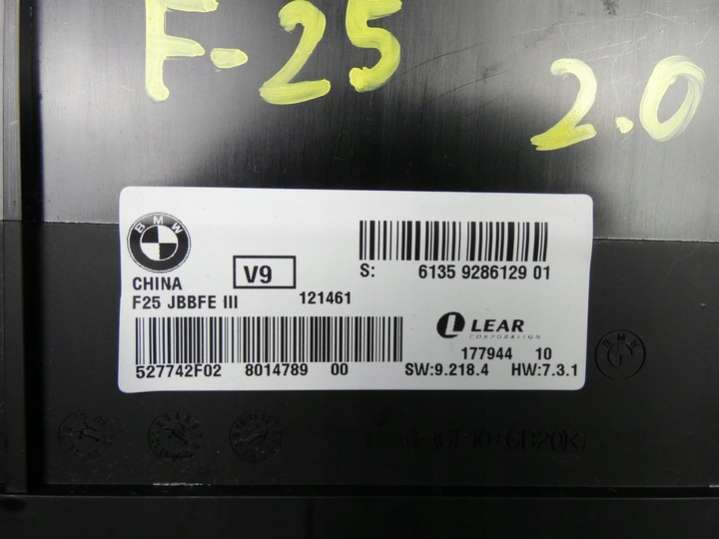 F-25
2.0
BMW
CHINA
V9
S: 6135 9286129 01
F25 JBBFE III 121461
LEAR
CORPORATION
177944 10
527742F02 8014789 00
SW:9.218.4 HW:7.3.1
BMW